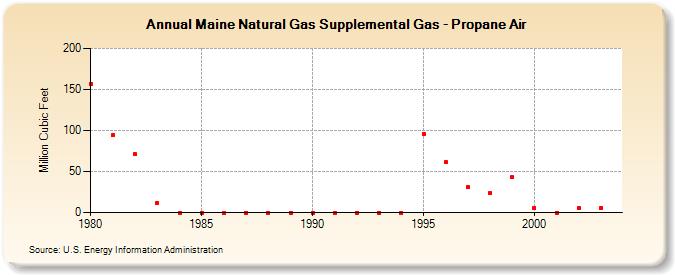 Annual Maine Natural Gas Supplemental Gas - Propane Air
Million Cubic Feet
200
150
100
50
0
1980 1985 1990 1995 2000
Source: U.S. Energy Information Administration